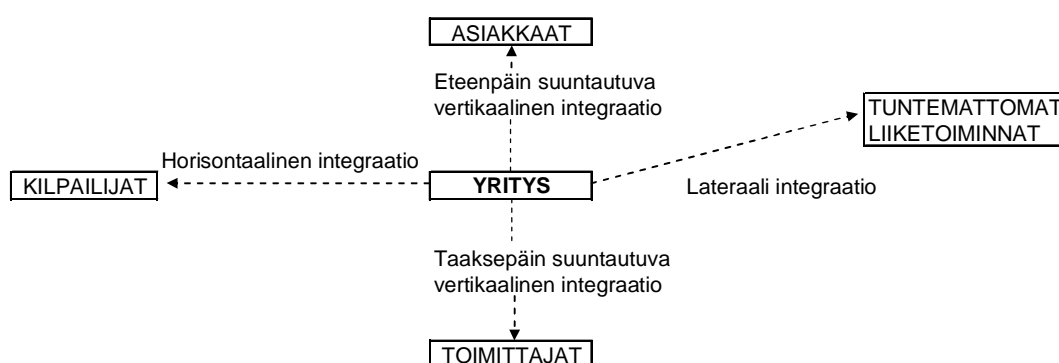 ASIAKKAAT
Eteenpäin suuntautuva
vertikaalinen integraatio
TUNTEMATTOMAT
LIIKETOIMINNAT
Horisontaalinen integraatio
KILPAILIJAT
YRITYS
Lateraali integraatio
Taaksepäin suuntautuva
vertikaalinen integraatio
TOIMITTAJAT